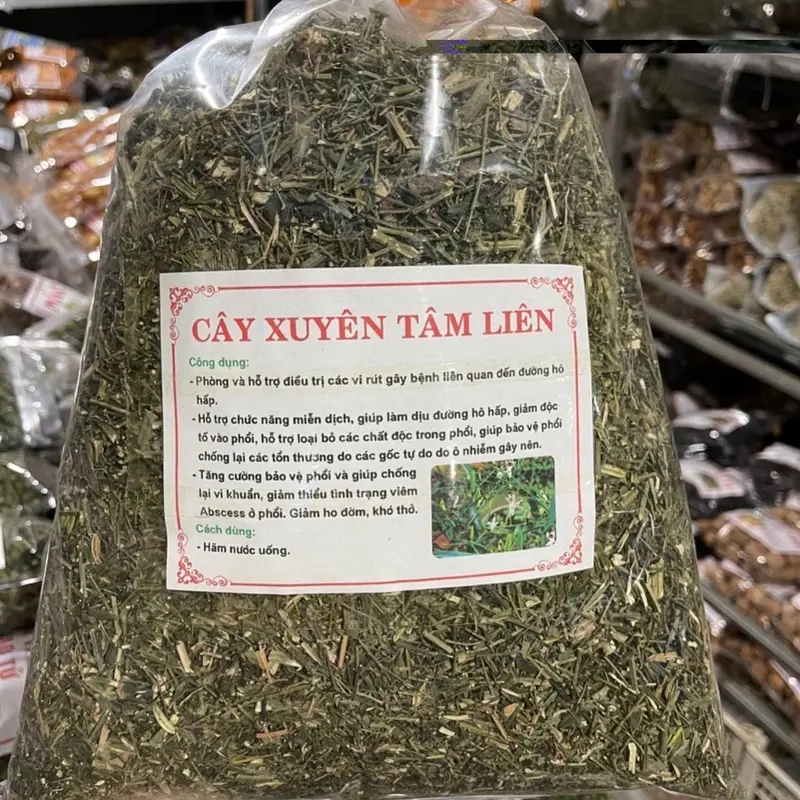 CÂY XUYÊN TÂM LIÊN
Công dụng:
- Phòng và hỗ trợ điều trị các vi rút gây bệnh liên quan đến đường hô
hấp.
- Hỗ trợ chức năng miễn dịch, giúp làm dịu đường hô hấp, giảm độc
tố vào phổi, hỗ trợ loại bỏ các chất độc trong phổi, giúp bảo vệ phổi
chống lại các tổn thương do các gốc tự do do ô nhiễm gây nên.
- Tăng cường bảo vệ phổi và giúp chống
lại vi khuẩn, giảm thiểu tình trạng viêm
Abscess ở phổi. Giảm ho đờm, khó thở.
Cách dùng:
- Hãm nước uống.